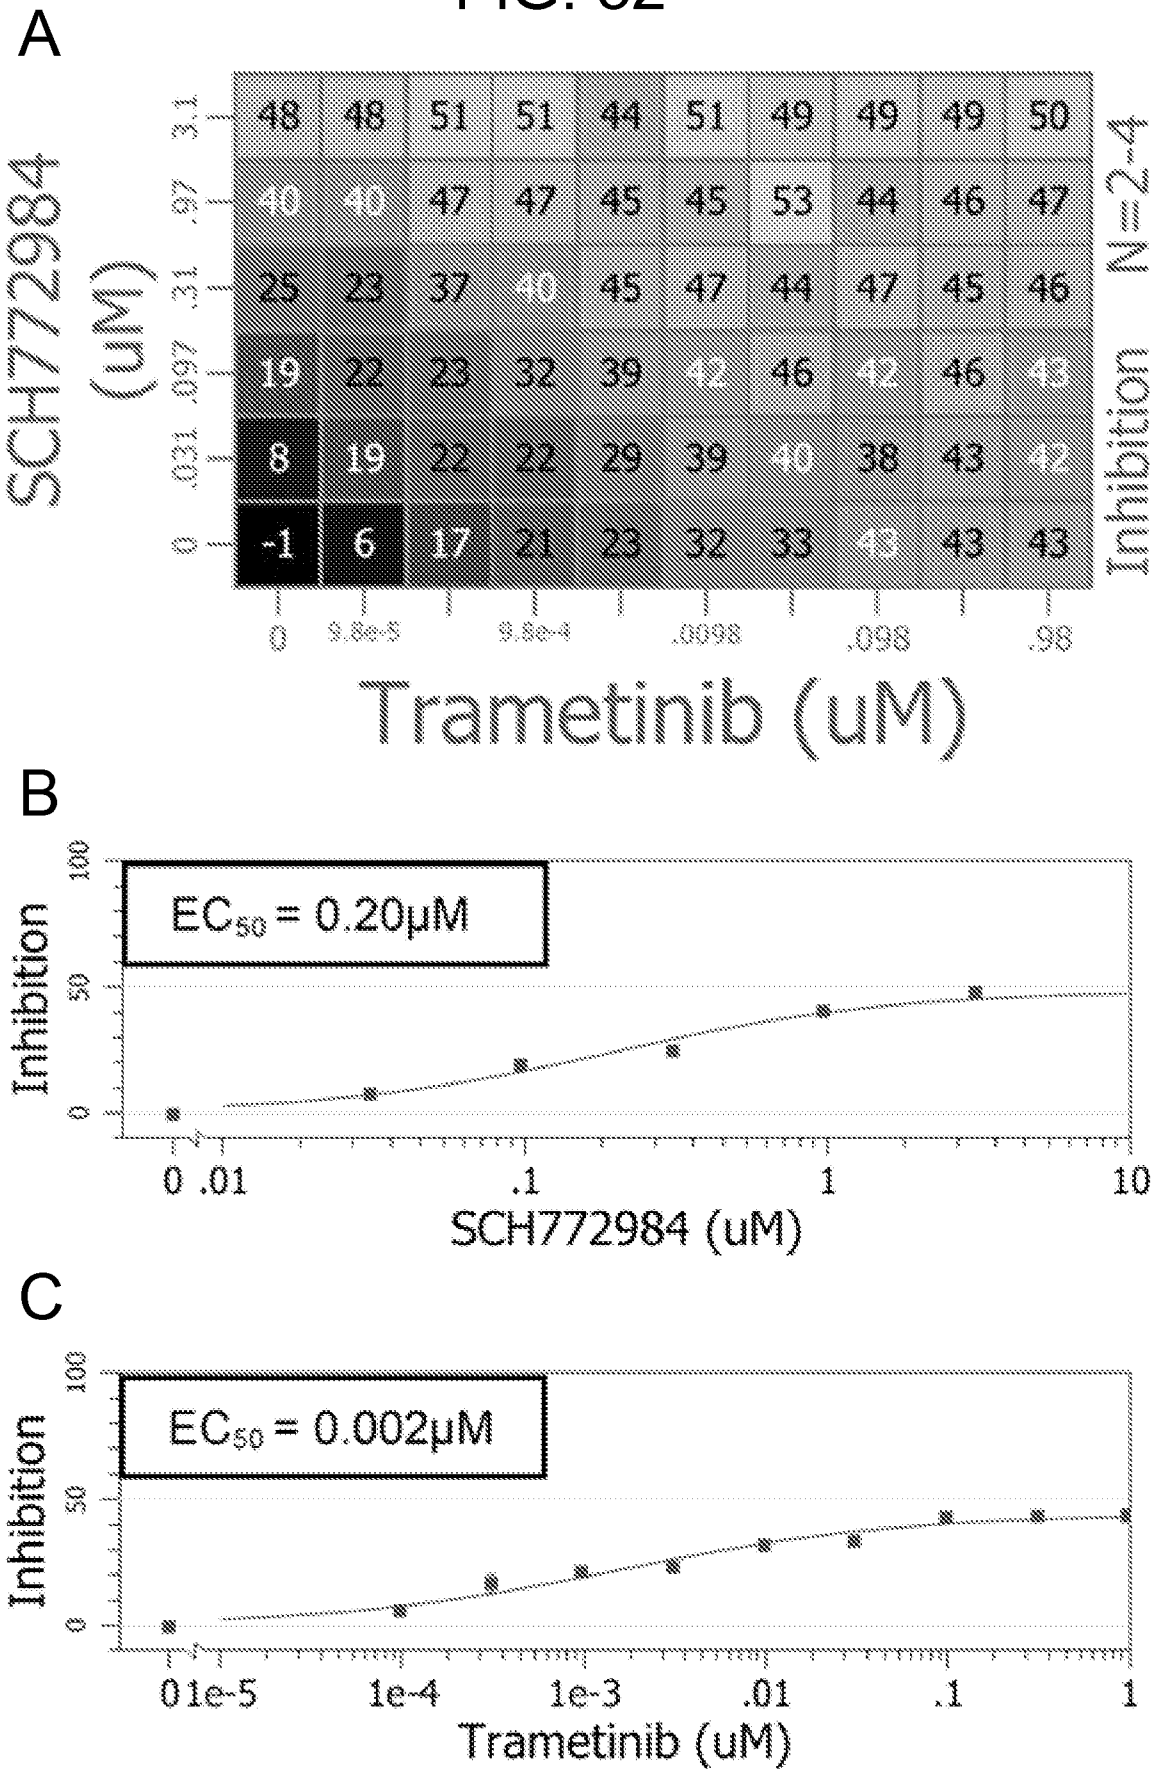 A
48 48 51 51 44 51 49 49 49 50
40 40 47 47 45 45 53 44 46 47
25 23 37 40 45 47 44 47 45 46
19 22 23 32 39 42 46 42 46 43
8 19 22 22 29 39 40 38 43 42
-1 6 17 21 23 32 33 43 43 43
3.1
.97
.31
.097
.031
0
SCH772984
(uM)
N=2-4
Inhibition
0 9.8e-5 9.8e-4 .0098 .098 .98
Trametinib (uM)
B
EC50 = 0.20µM
Inhibition
100
50
0
0 .01 .1 1 10
SCH772984 (uM)
C
EC50 = 0.002µM
Inhibition
100
50
0
0 1e-5 1e-4 1e-3 .01 .1 1
Trametinib (uM)